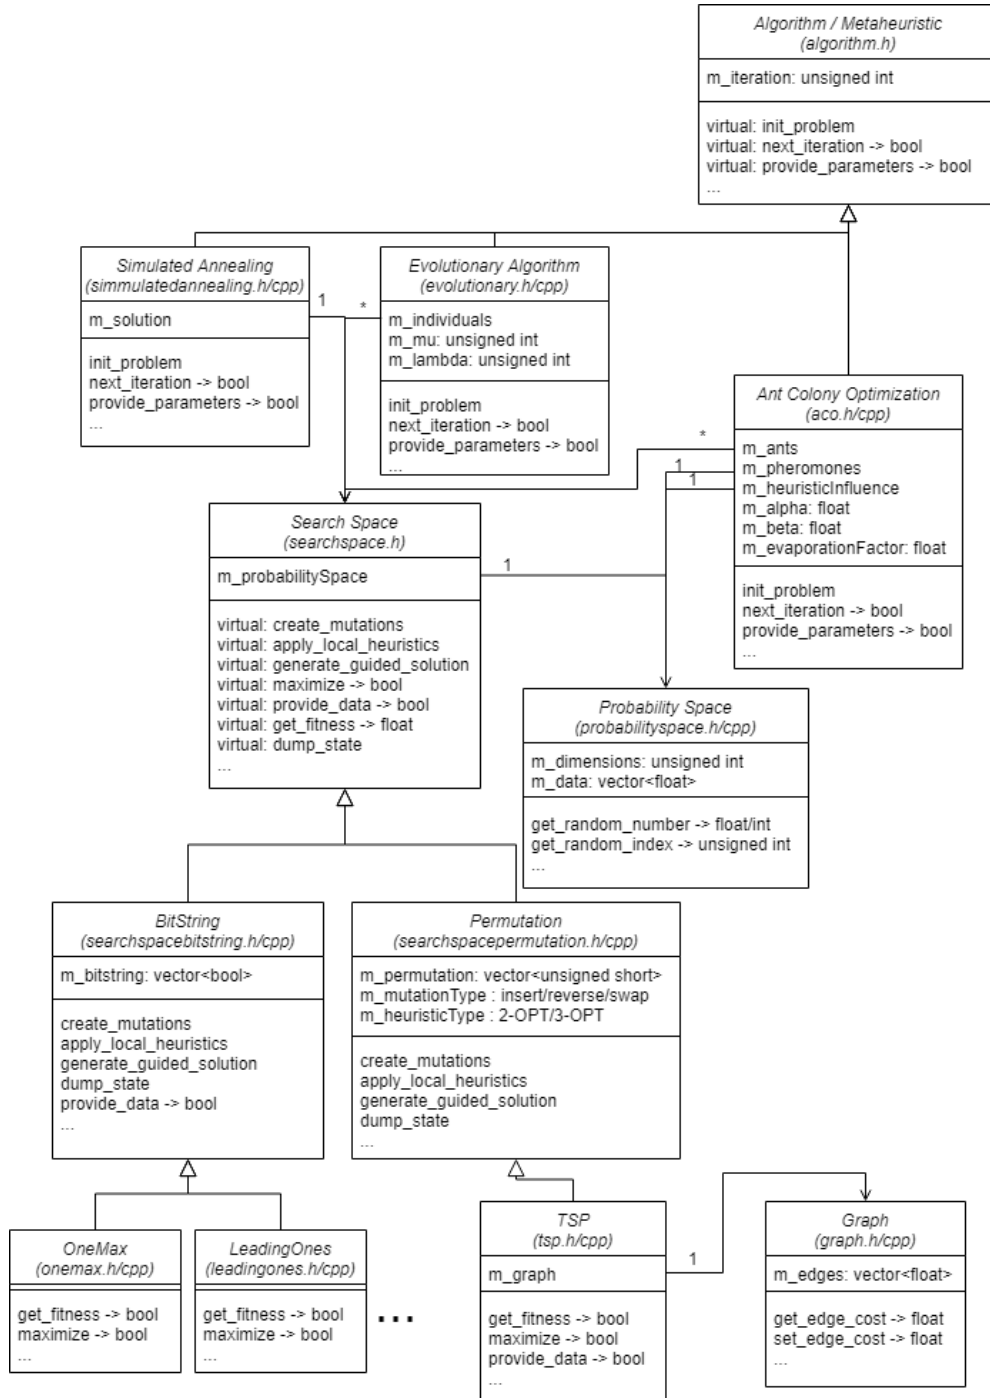 Algorithm / Metaheuristic
(algorithm.h)
m_iteration: unsigned int
virtual: init_problem
virtual: next_iteration -> bool
virtual: provide_parameters -> bool
...
Simulated Annealing
(simmulatedannealing.h/cpp)
m_solution
init_problem
next_iteration -> bool
provide_parameters -> bool
...
1
*
Evolutionary Algorithm
(evolutionary.h/cpp)
m_individuals
m_mu: unsigned int
m_lambda: unsigned int
init_problem
next_iteration -> bool
provide_parameters -> bool
...
Ant Colony Optimization
(aco.h/cpp)
m_ants
m_pheromones
m_heuristicInfluence
m_alpha: float
m_beta: float
m_evaporationFactor: float
init_problem
next_iteration -> bool
provide_parameters -> bool
...
*
1
1
Search Space
(searchspace.h)
m_probabilitySpace
virtual: create_mutations
virtual: apply_local_heuristics
virtual: generate_guided_solution
virtual: maximize -> bool
virtual: provide_data -> bool
virtual: get_fitness -> float
virtual: dump_state
...
1
Probability Space
(probabilityspace.h/cpp)
m_dimensions: unsigned int
m_data: vector<float>
get_random_number -> float/int
get_random_index -> unsigned int
...
BitString
(searchspacebitstring.h/cpp)
m_bitstring: vector<bool>
create_mutations
apply_local_heuristics
generate_guided_solution
dump_state
provide_data -> bool
...
Permutation
(searchspacepermutation.h/cpp)
m_permutation: vector<unsigned short>
m_mutationType : insert/reverse/swap
m_heuristicType : 2-OPT/3-OPT
create_mutations
apply_local_heuristics
generate_guided_solution
dump_state
...
OneMax
(onemax.h/cpp)
get_fitness -> bool
maximize -> bool
...
LeadingOnes
(leadingones.h/cpp)
get_fitness -> bool
maximize -> bool
...
...
TSP
(tsp.h/cpp)
m_graph
get_fitness -> bool
maximize -> bool
provide_data -> bool
...
1
Graph
(graph.h/cpp)
m_edges: vector<float>
get_edge_cost -> float
set_edge_cost -> float
...